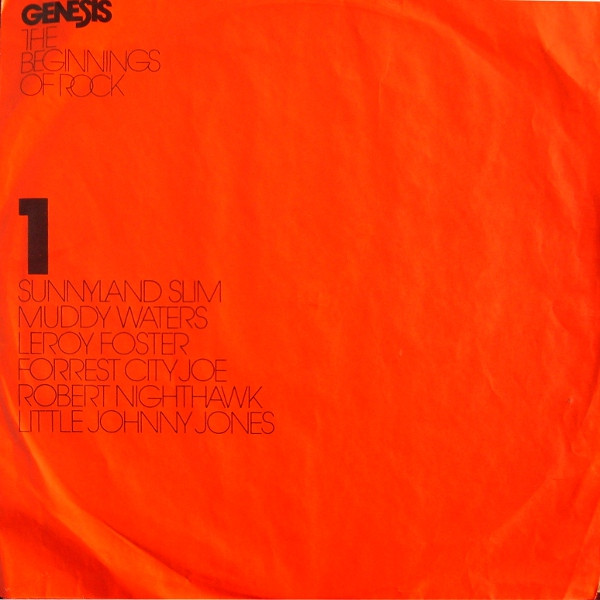 GENESIS
THE
BEGINNINGS
OF ROCK
1
SUNNYLAND SLIM
MUDDY WATERS
LEROY FOSTER
FORREST CITY JOE
ROBERT NIGHTHAWK
LITTLE JOHNNY JONES